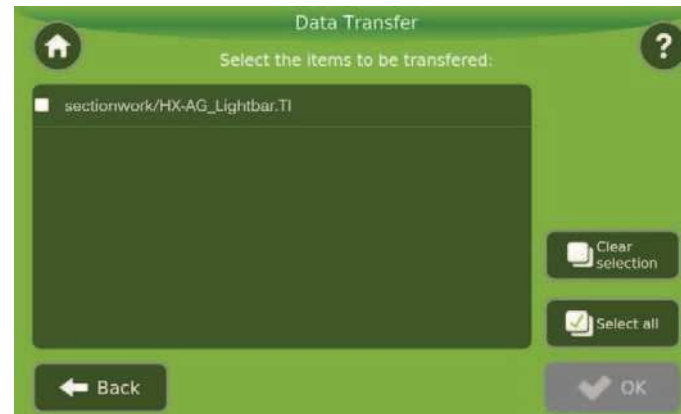 Data Transfer
?
Select the items to be transfered:
sectionwork/HX-AG_Lightbar.TI
Clear
selection
Select all
Back
OK